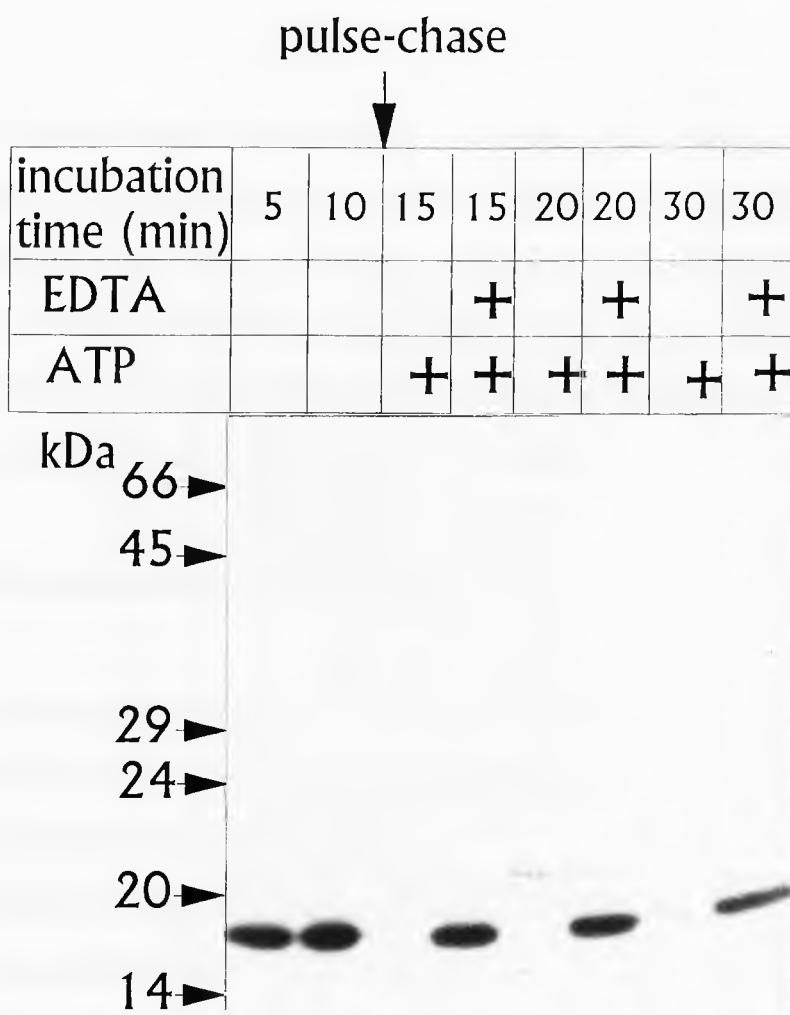 pulse-chase
incubation
time (min) 5 10 15 15 20 20 30 30
EDTA + + +
ATP + + + + + +
kDa
66
45
29
24
20
14